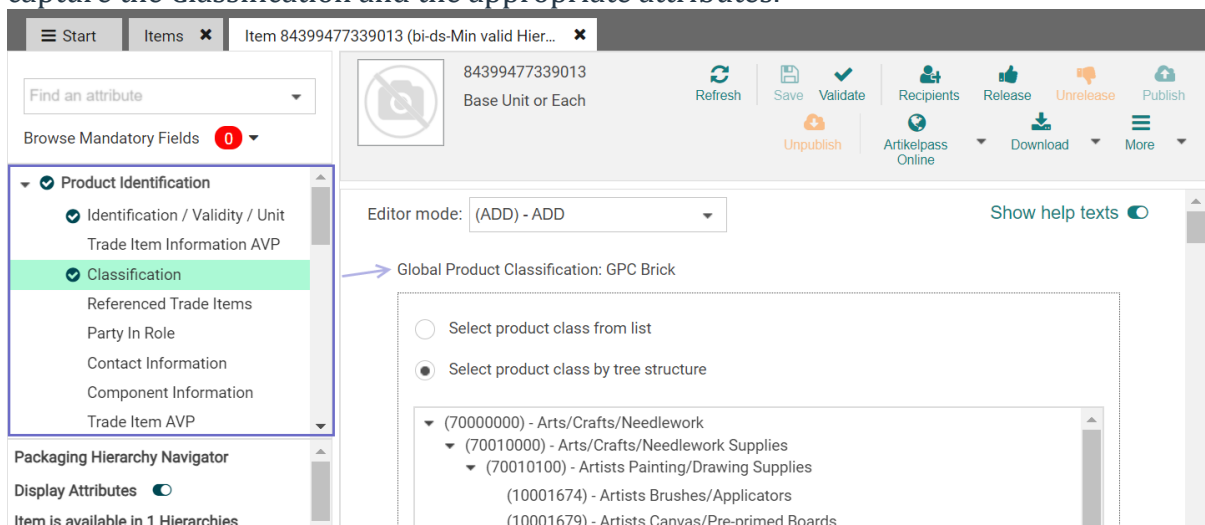 capture the Classification and the appropriate attributes.
Start
Items
Item 84399477339013 (bi-ds-Min valid Hier...
Find an attribute
Browse Mandatory Fields 0
Product Identification
Identification / Validity / Unit
Trade Item Information AVP
Classification
Referenced Trade Items
Party In Role
Contact Information
Component Information
Trade Item AVP
Packaging Hierarchy Navigator
Display Attributes
Item is available in 1 Hierarchies
84399477339013
Base Unit or Each
Refresh Save Validate Recipients Release Unrelease Publish
Unpublish Artikelpass Online Download More
Editor mode: (ADD) - ADD
Show help texts
Global Product Classification: GPC Brick
Select product class from list
Select product class by tree structure
(70000000) - Arts/Crafts/Needlework
(70010000) - Arts/Crafts/Needlework Supplies
(70010100) - Artists Painting/Drawing Supplies
(10001674) - Artists Brushes/Applicators
(10001679) - Artists Canvas/Pre-primed Boards